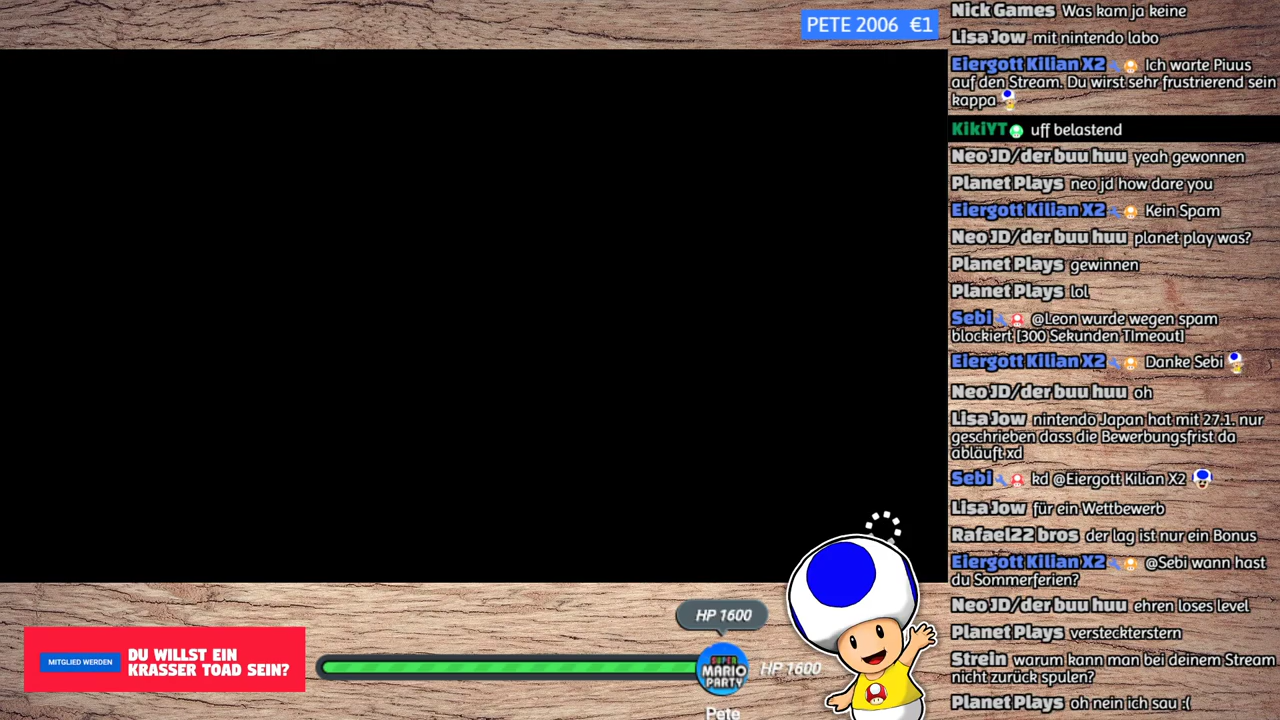 PETE 2006 €1
Nick Games Was kam ja keine
Lisa Jow mit nintendo labo
Eiergott Kilian X2 Ich warte Piuus
auf den Stream. Du wirst sehr frustrierend sein
kappa
KikiYT uff belastend
Neo JD/der buu huu yeah gewonnen
Planet Plays neo jd how dare you
Eiergott Kilian X2 Kein Spam
Neo JD/der buu huu planet play was?
Planet Plays gewinnen
Planet Plays lol
Sebi @Leon wurde wegen spam
blockiert [300 Sekunden TImeout]
Eiergott Kilian X2 Danke Sebi
Neo JD/der buu huu oh
Lisa Jow nintendo Japan hat mit 27.1. nur
geschrieben dass die Bewerbungsfrist da
abläuft xd
Sebi kd @Eiergott Kilian X2
Lisa Jow für ein Wettbewerb
Rafael22 bros der lag ist nur ein Bonus
Eiergott Kilian X2 @Sebi wann hast
du Sommerferien?
Neo JD/der buu huu ehren loses level
Planet Plays versteckterstern
Strein warum kann man bei deinem Stream
nicht zurück spulen?
Planet Plays oh nein ich sau :(
MITGLIED WERDEN
DU WILLST EIN
KRASSER TOAD SEIN?
HP 1600
SUPER
MARIO
PARTY
HP 1600
Pete